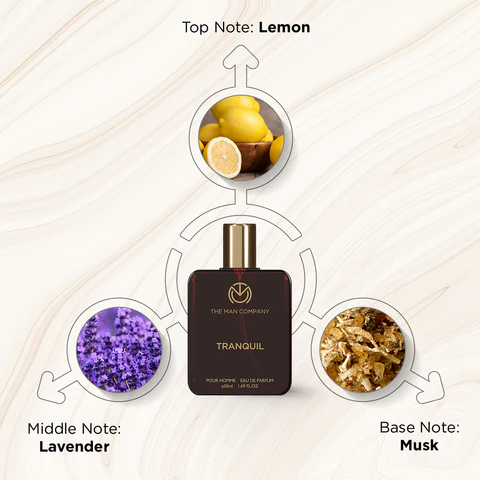 Top Note: Lemon
THE MAN COMPANY
TRANQUIL
POUR HOMME EAU DE PARFUM
Middle Note:
Lavender
Base Note:
Musk